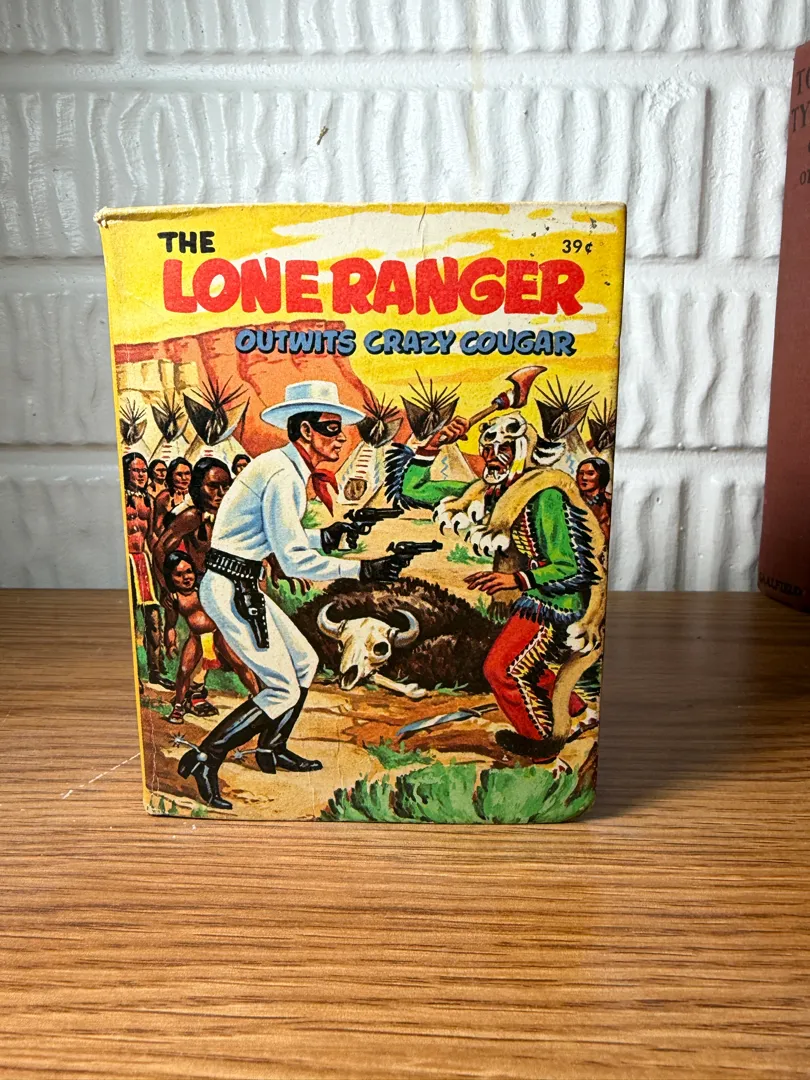 THE
39¢
LONE RANGER
OUTWITS CRAZY COUGAR